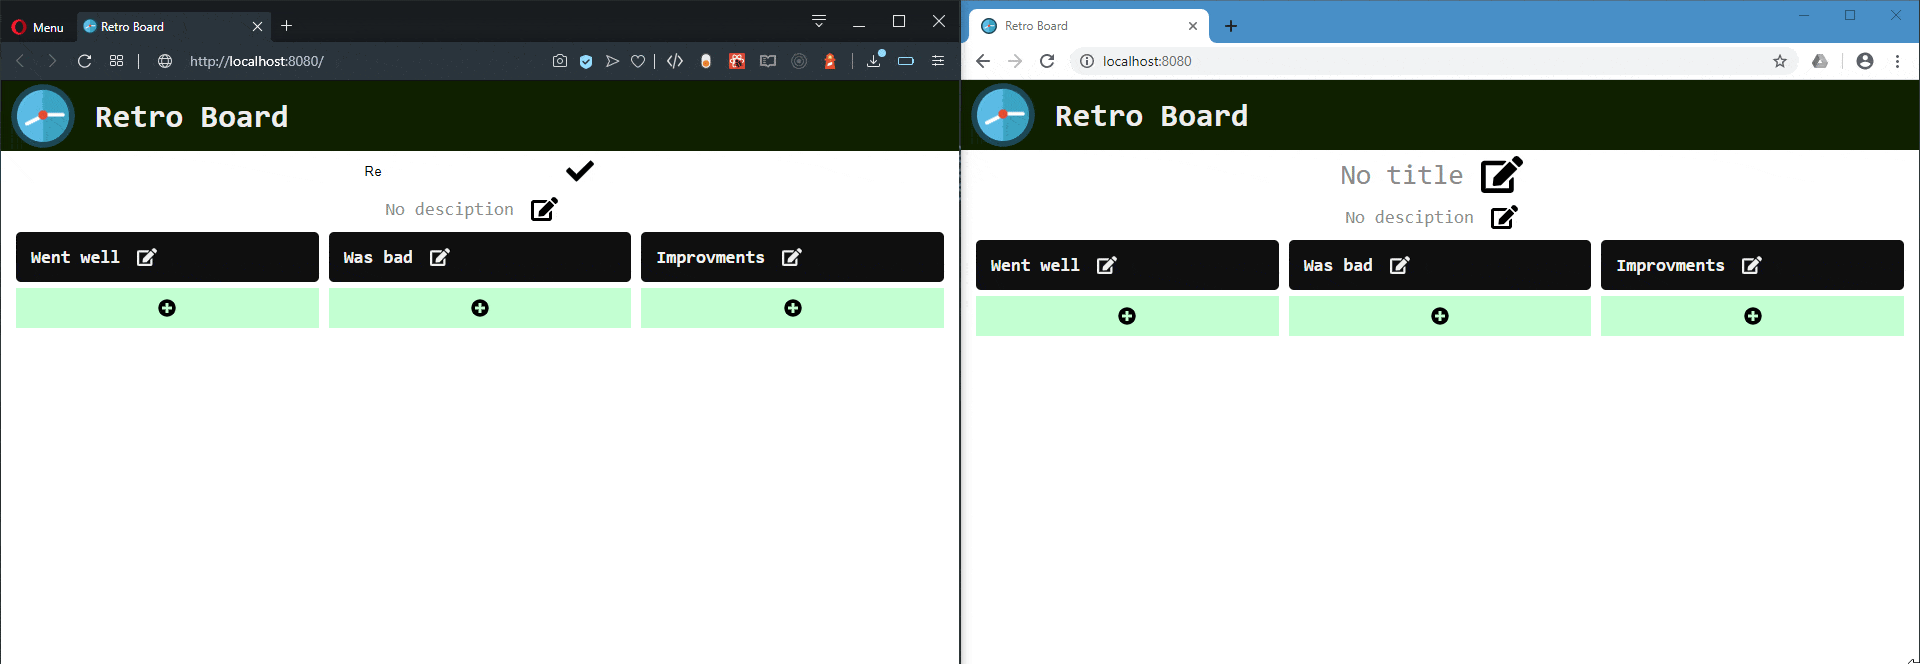 Menu
Retro Board
http://localhost:8080/
Retro Board
Re
No desciption
Went well
Was bad
Improvments
Retro Board
localhost:8080
Retro Board
No title
No desciption
Went well
Was bad
Improvments